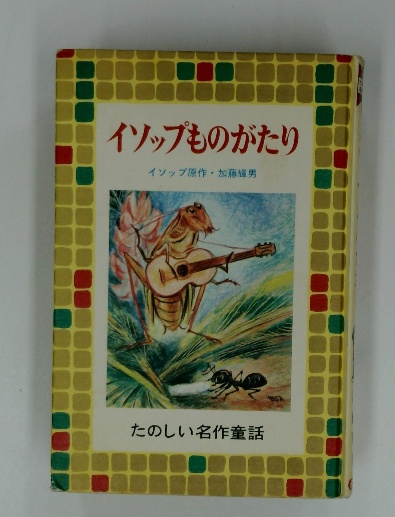 イソップものがたり
イソップ原作・加藤輝男
たのしい名作童話